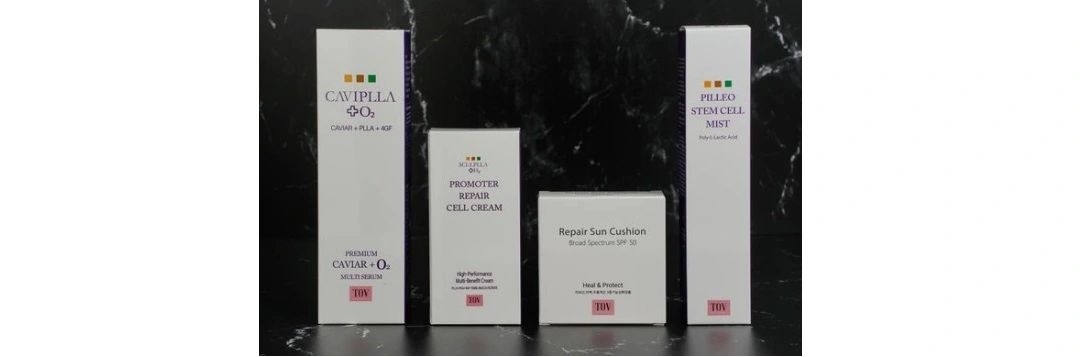 CAVIPLLA
O₂
CAVIAR + PLLA + 4GF
PREMIUM
CAVIAR + O₂
MULTI SERUM
TOV
SCULPLLA
PROMOTER
REPAIR
CELL CREAM
High-Performance
Multi-Benefit Cream
TOV
Repair Sun Cushion
Broad Spectrum SPF 50
Heal & Protect
TOV
PILLEO
STEM CELL
MIST
Poly-L-Lactic Acid
TOV